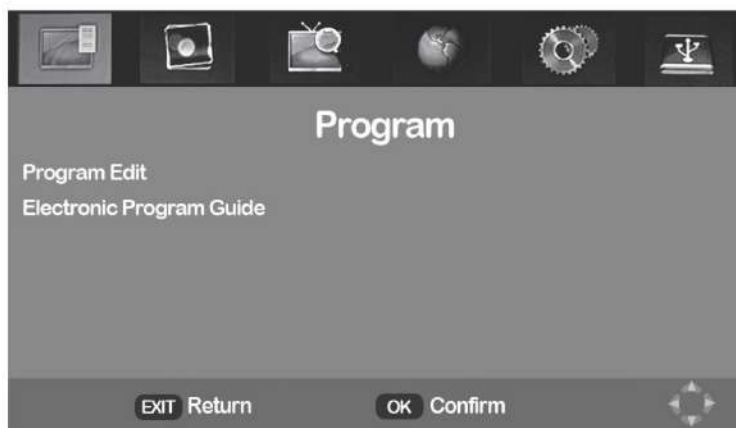 Program
Program Edit
Electronic Program Guide
EXIT Return OK Confirm